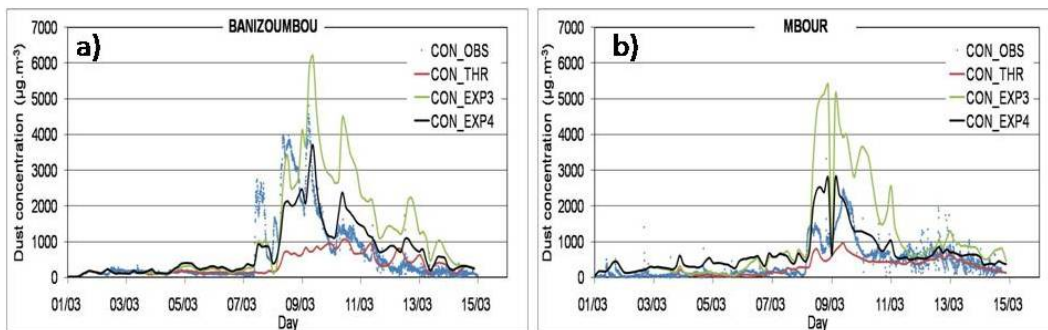 a)
BANIZOUMBOU
Dust concentration (µg.m⁻³)
7000
6000
5000
4000
3000
2000
1000
0
CON_OBS
CON_THR
CON_EXP3
CON_EXP4
01/03 03/03 05/03 07/03 09/03 11/03 13/03 15/03
Day
b)
MBOUR
Dust concentration (µg.m⁻³)
7000
6000
5000
4000
3000
2000
1000
0
CON_OBS
CON_THR
CON_EXP3
CON_EXP4
01/03 03/03 05/03 07/03 09/03 11/03 13/03 15/03
Day